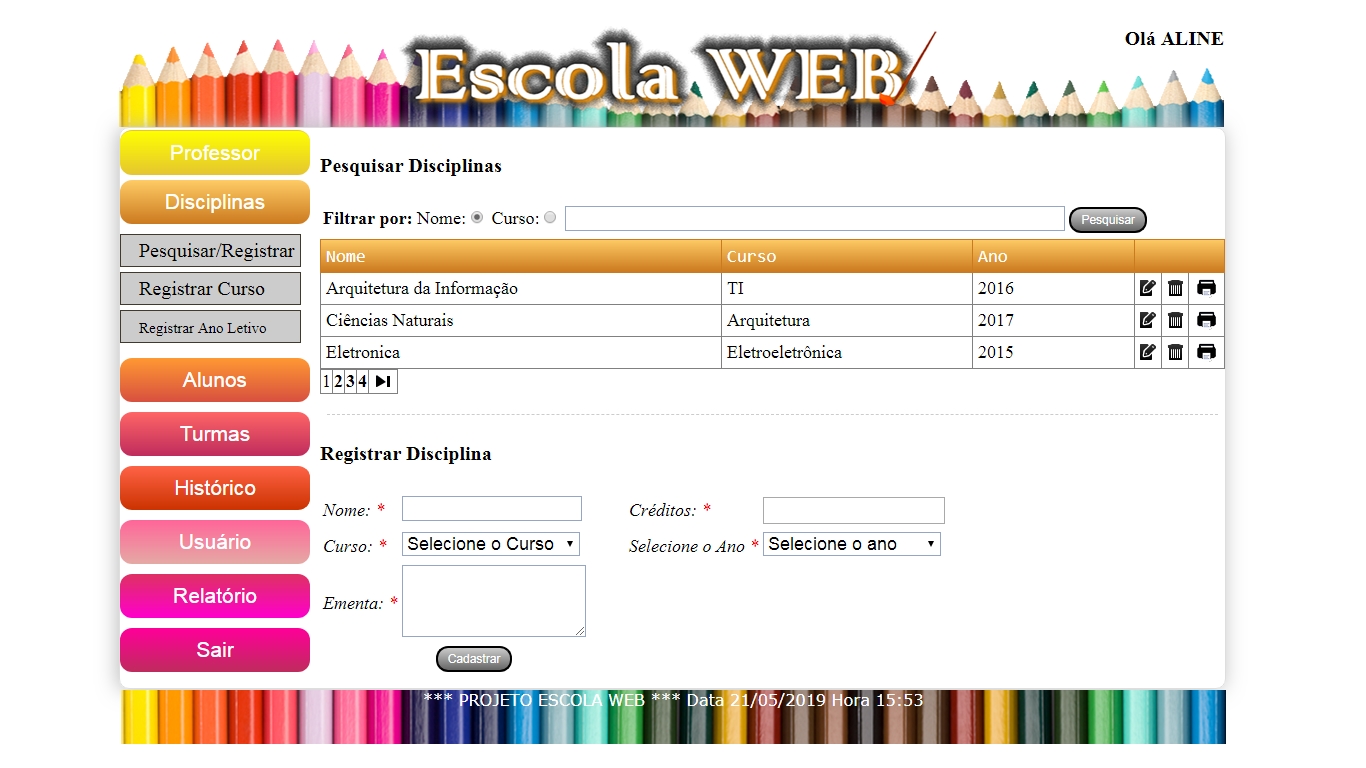 Escola WEB
Olá ALINE
Professor
Disciplinas
Pesquisar/Registrar
Registrar Curso
Registrar Ano Letivo
Alunos
Turmas
Histórico
Usuário
Relatório
Sair
Pesquisar Disciplinas
Filtrar por: Nome: Curso: Pesquisar
Nome Curso Ano
Arquitetura da Informação TI 2016
Ciências Naturais Arquitetura 2017
Eletronica Eletroeletrônica 2015
1 2 3 4
Registrar Disciplina
Nome: * Créditos: *
Curso: * Selecione o Curso Selecione o Ano * Selecione o ano
Ementa: *
Cadastrar
*** PROJETO ESCOLA WEB *** Data 21/05/2019 Hora 15:53